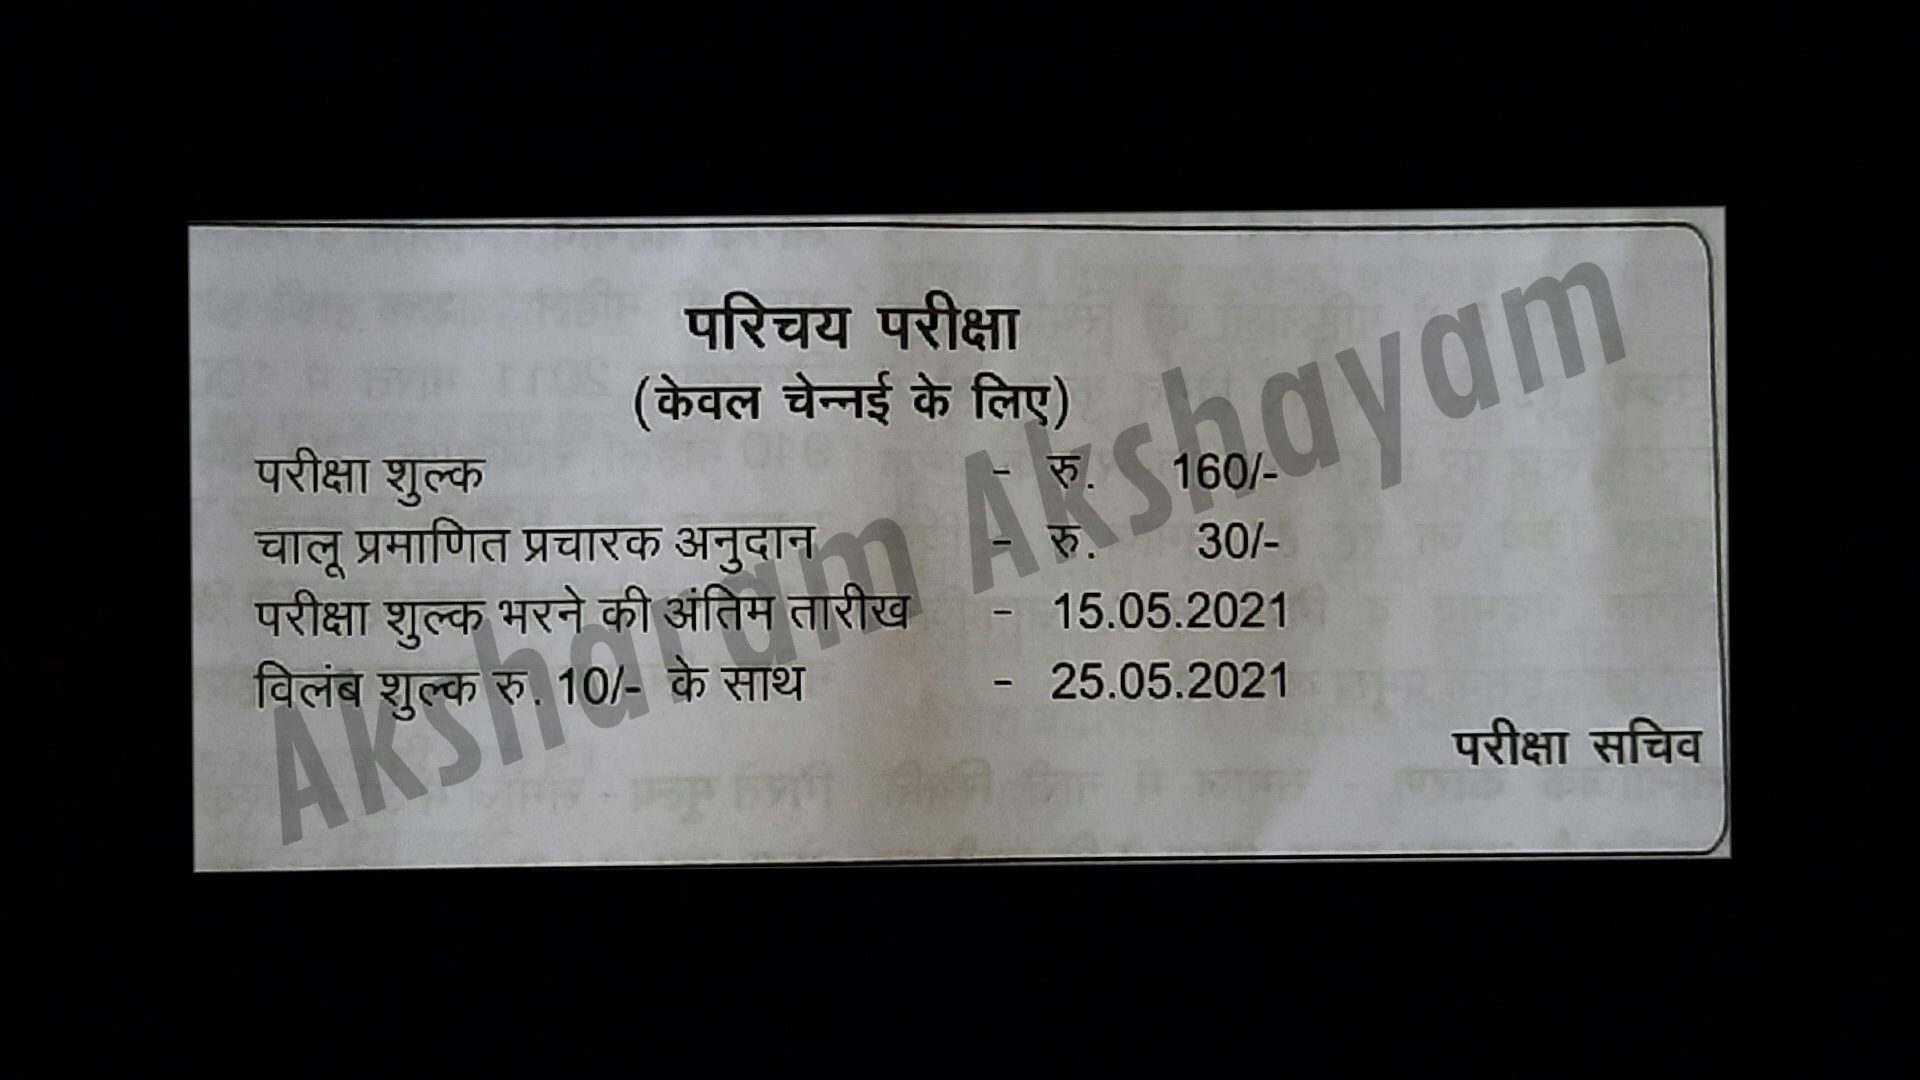 परिचय परीक्षा
(केवल चेन्नई के लिए)
परीक्षा शुल्क - रु. 160/-
चालू प्रमाणित प्रचारक अनुदान - रु. 30/-
परीक्षा शुल्क भरने की अंतिम तारीख - 15.05.2021
विलंब शुल्क रु. 10/- के साथ - 25.05.2021
परीक्षा सचिव
Aksharam Akshayam